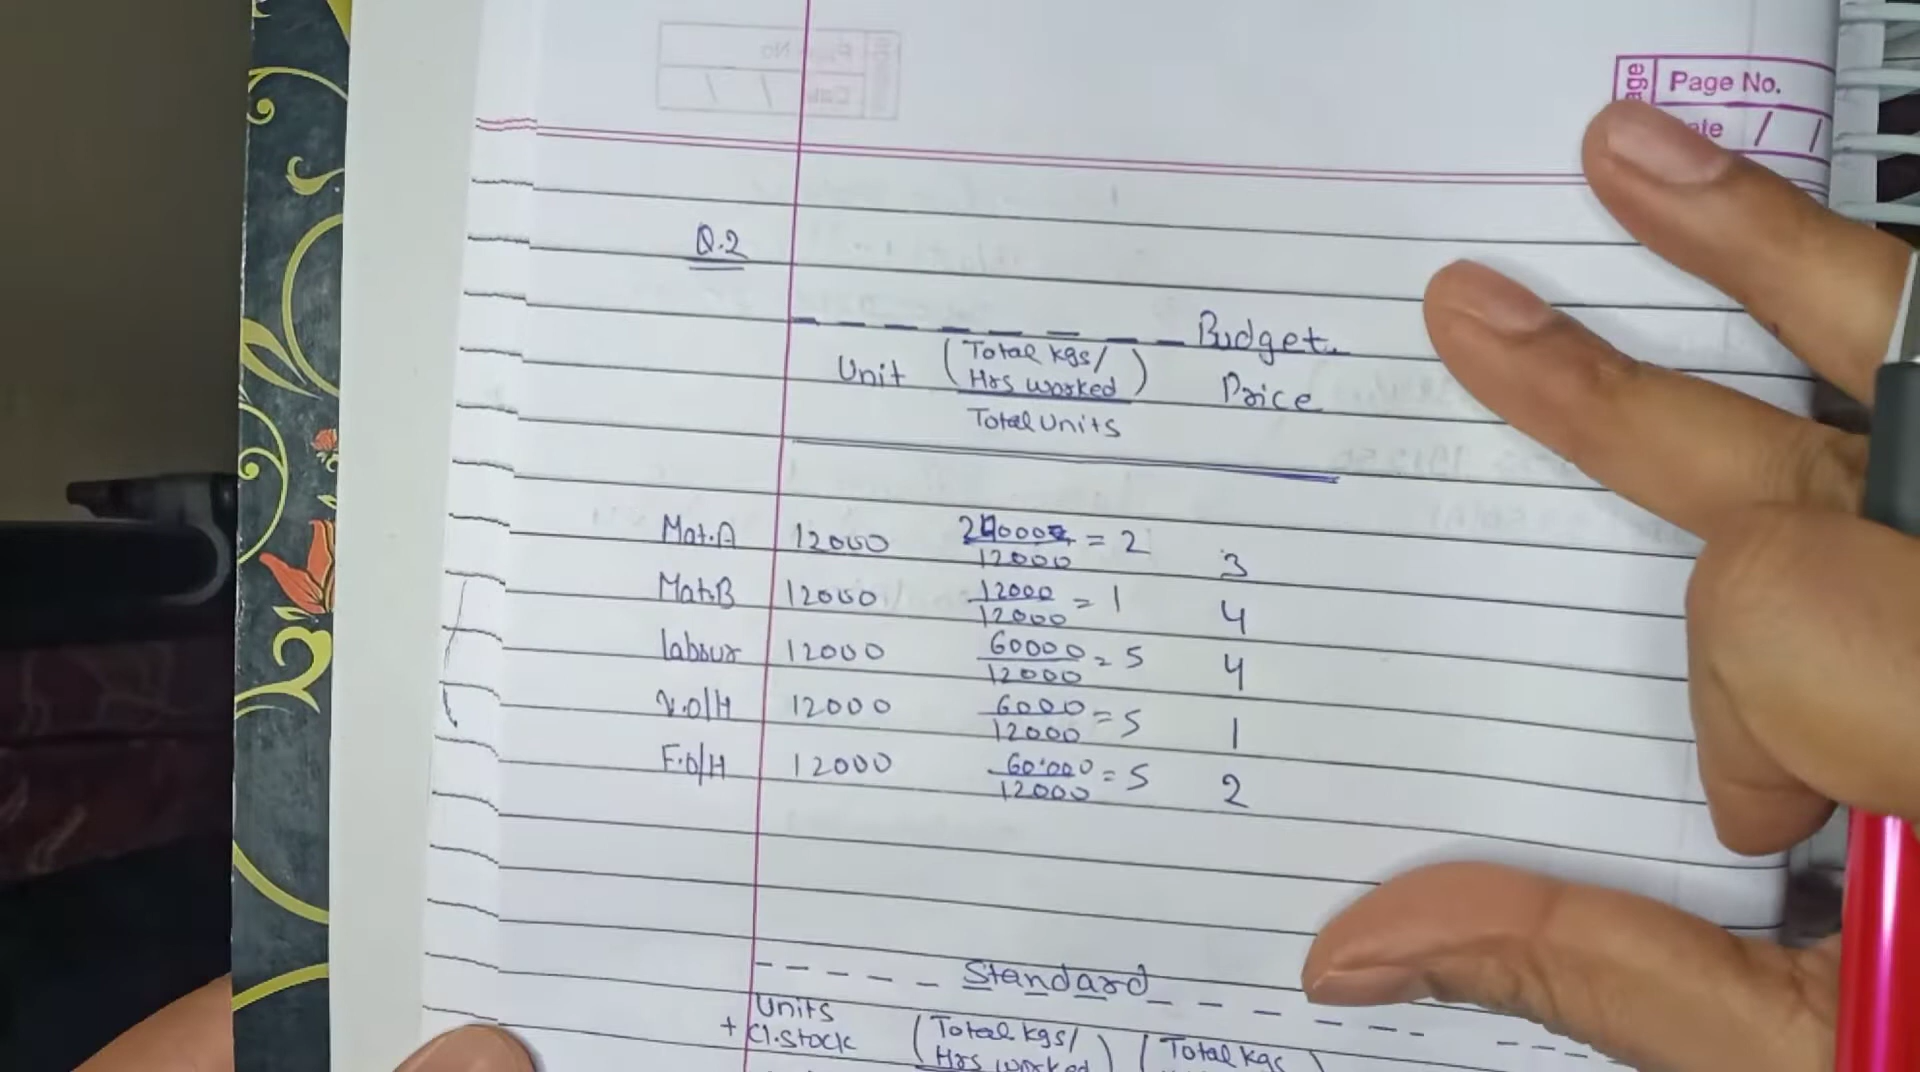 Page No.
/ /
Q.2
Budget
Unit (Total kgs/ Hrs worked) Price
Total Units
Mat.A 12000 24000 = 2 3
12000
Mat.B 12000 12000 = 1 4
12000
labour 12000 60000 = 5 4
12000
V.O/H 12000 6000 = 5 1
12000
F.O/H 12000 60000 = 5 2
12000
Standard
Units
+ Cl.stock (Total kgs/ (Total kgs
Hrs worked )